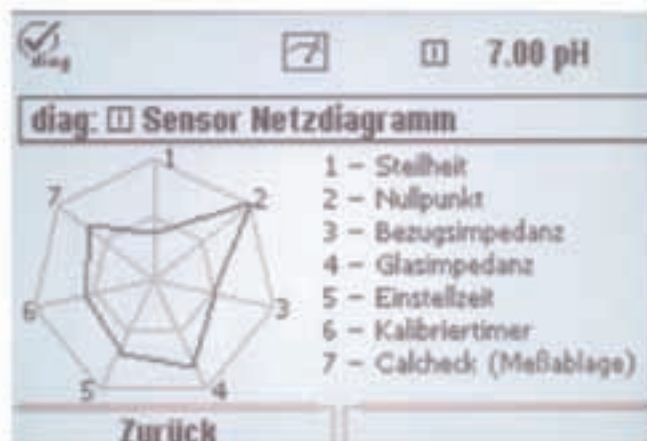 diag
7.00 pH
diag: Sensor Netzdiagramm
1 – Steilheit
2 – Nullpunkt
3 – Bezugsimpedanz
4 – Glasimpedanz
5 – Einstellzeit
6 – Kalibriertimer
7 – Calcheck (Meßablage)
1
2
3
4
5
6
7
Zurück